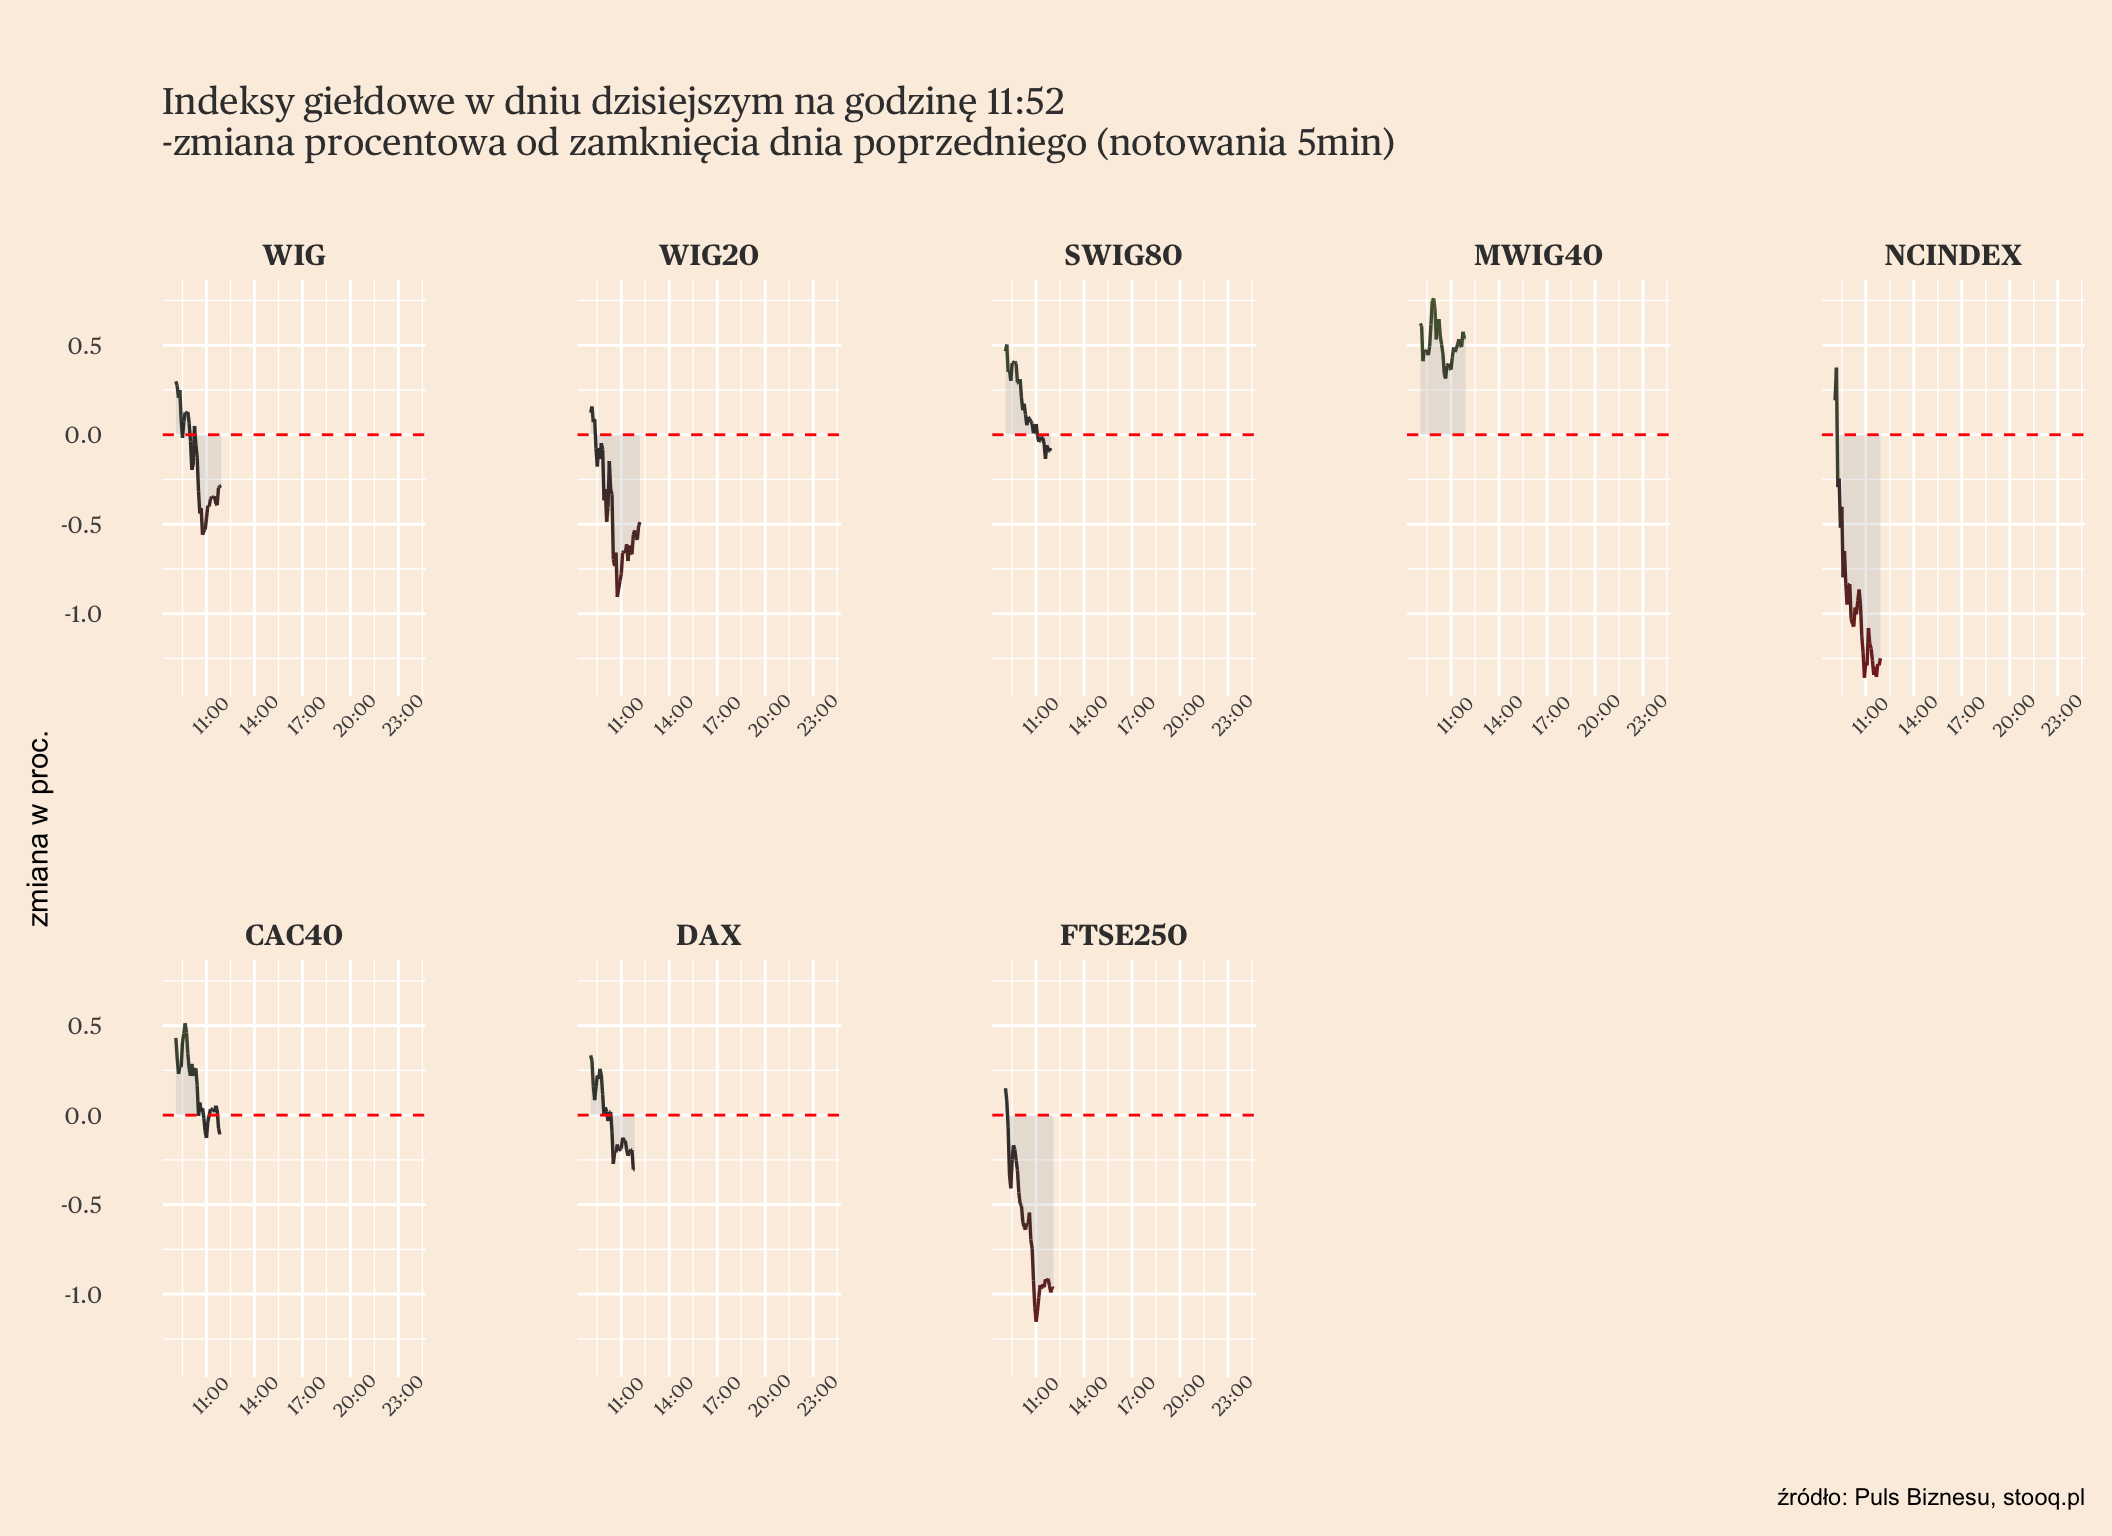 Indeksy giełdowe w dniu dzisiejszym na godzinę 11:52
-zmiana procentowa od zamknięcia dnia poprzedniego (notowania 5min)
WIG WIG20 SWIG80 MWIG40 NCINDEX
0.5
0.0
-0.5
-1.0
11:00 14:00 17:00 20:00 23:00 11:00 14:00 17:00 20:00 23:00 11:00 14:00 17:00 20:00 23:00 11:00 14:00 17:00 20:00 23:00 11:00 14:00 17:00 20:00 23:00
zmiana w proc.
CAC40 DAX FTSE250
0.5
0.0
-0.5
-1.0
11:00 14:00 17:00 20:00 23:00 11:00 14:00 17:00 20:00 23:00 11:00 14:00 17:00 20:00 23:00
źródło: Puls Biznesu, stooq.pl